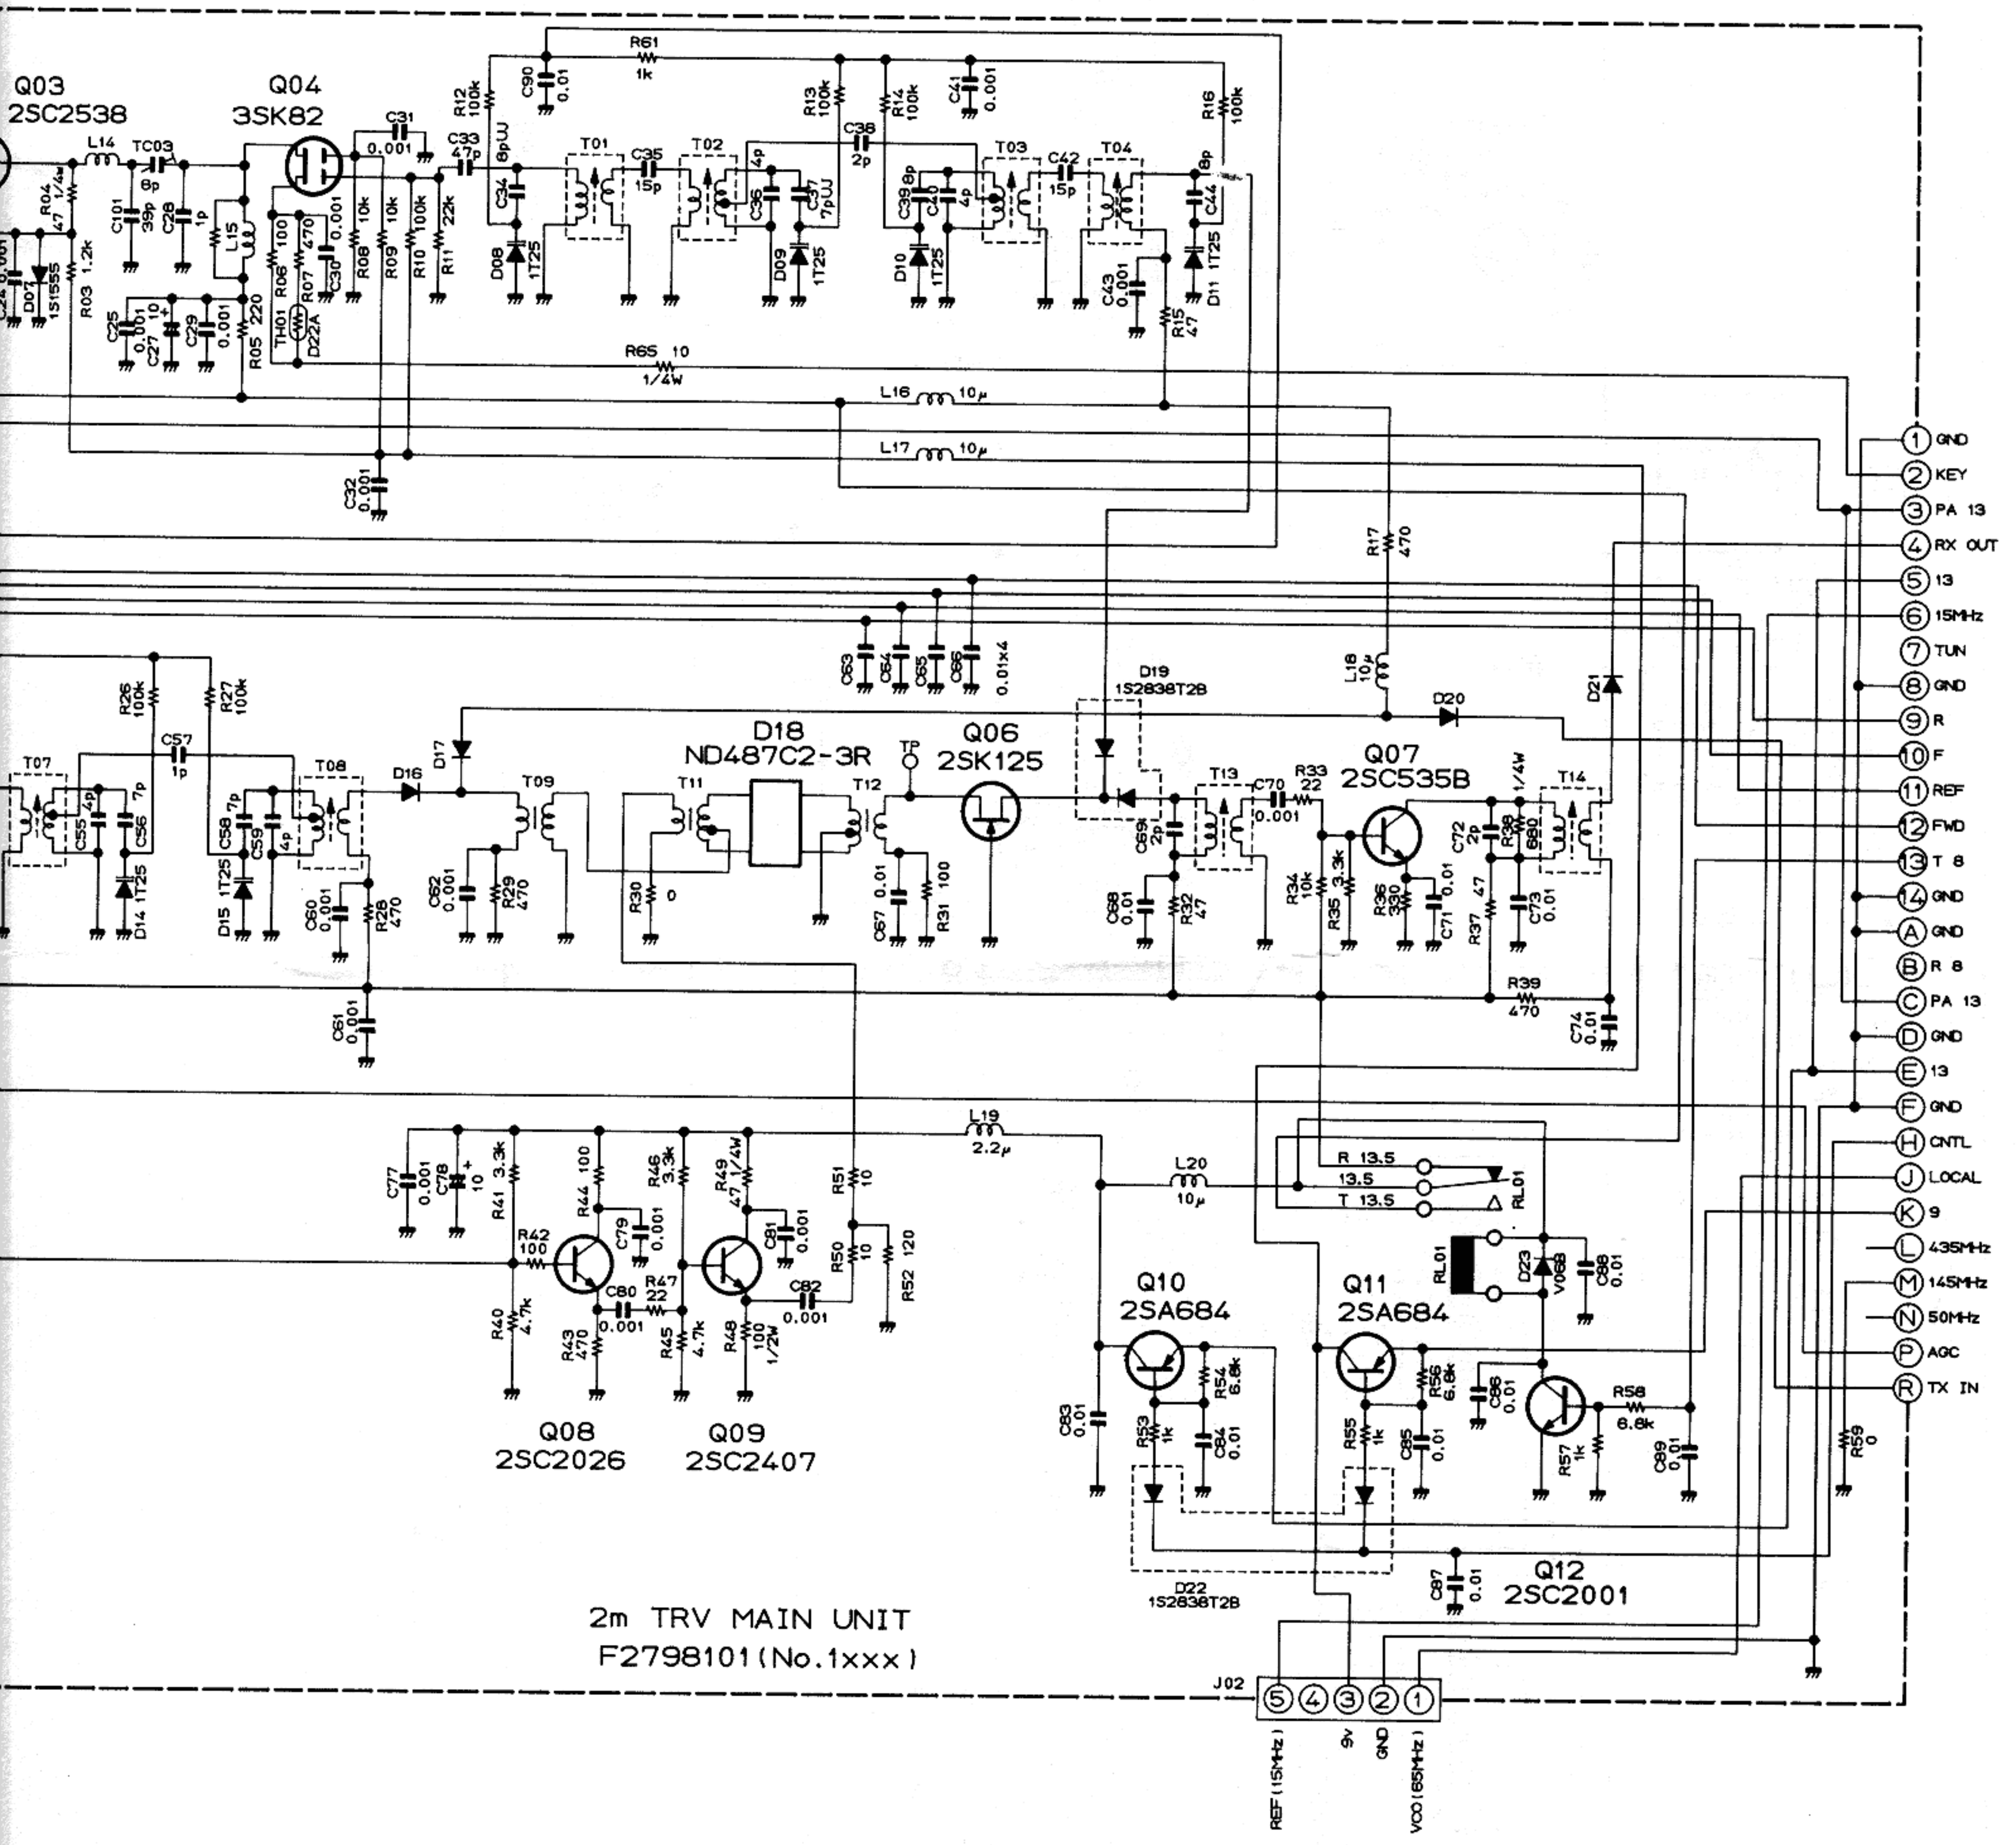 Q03
2SC2538
Q04
3SK82
L14
TC03
8p
R04
47 1/4W
C101
39p
C28
1p
L15
D07
1S1555
R03 1.2k
C25
0.001
C27 10
+
C29
0.001
R05 220
C31
0.001
R06 100
R07 470
C30 0.001
R08 10k
R09 10k
R10 100k
R11 22k
TH01
D22A
C32
0.001
C33
47p
R12
100k
C34
8pUJ
D08
1T25
C90
0.01
R61
1k
T01
C35
15p
T02
C36
4p
C37
7pUJ
D09
1T25
R13
100k
C38
2p
R14
100k
C39 8p
C40
4p
D10
1T25
C41
0.001
T03
C42
15p
T04
C43
0.001
R15
47
C44
8p
D11 1T25
R16
100k
R65 10
1/4W
L16 10μ
L17 10μ
R17
470
L18
10μ
1 GND
2 KEY
3 PA 13
4 RX OUT
5 13
6 15MHz
7 TUN
8 GND
9 R
10 F
11 REF
12 FWD
13 T 8
14 GND
A GND
B R 8
C PA 13
D GND
E 13
F GND
H CNTL
J LOCAL
K 9
L 435MHz
M 145MHz
N 50MHz
P AGC
R TX IN
C63
C64
C65
C66
0.01x4
R26
100k
R27
100k
C57
1p
T07
C55
4p
C56
7p
D14 1T25
C58
7p
C59
4p
D15 1T25
T08
C60
0.001
R28
470
C61
0.001
D16
D17
T09
C62
0.001
R29
470
D18
ND487C2-3R
T11
T12
R30
0
TP
C67 0.01
R31 100
Q06
2SK125
D19
1S2838T2B
C69
2p
C68
0.01
R32
47
T13
C70
0.001
R33
22
R34
10k
R35 3.3k
Q07
2SC535B
D20
D21
R36
330
C71 0.01
C72
2p
R38
680
1/4W
T14
R37 47
C73
0.01
R39
470
C74
0.01
C77
0.001
C78
10
+
R41 3.3k
R42
100
R40
4.7k
R44 100
C79
0.001
R43
470
C80
0.001
R47
22
R46
3.3k
R45
4.7k
R49
47 1/4W
C81
0.001
R48
100
1/2W
C82
0.001
R51
10
R50
10
R52 120
L19
2.2μ
L20
10μ
R 13.5
13.5
T 13.5
RL01
RL01
D23
V06B
C88
0.01
Q08
2SC2026
Q09
2SC2407
Q10
2SA684
Q11
2SA684
C83
0.01
R53
1k
R54
6.8k
C84
0.01
R55
1k
R56
6.8k
C85
0.01
C86
0.01
R57
1k
R58
6.8k
C89
0.01
R59
0
D22
1S2838T2B
C87
0.01
Q12
2SC2001
2m TRV MAIN UNIT
F2798101(No.1xxx)
J02
5 4 3 2 1
REF(15MHz)
9v
GND
VCO(65MHz)